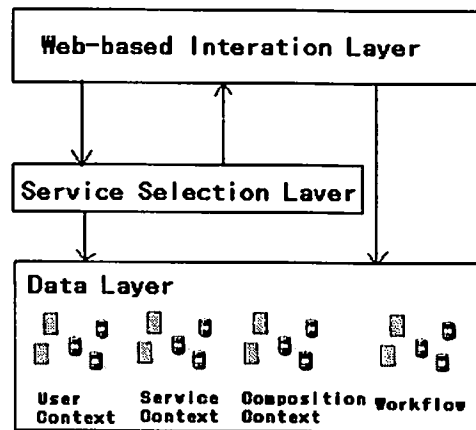 Web-based Interation Layer
Service Selection Laver
Data Layer
User Context
Service Context
Composition Context
Workflow